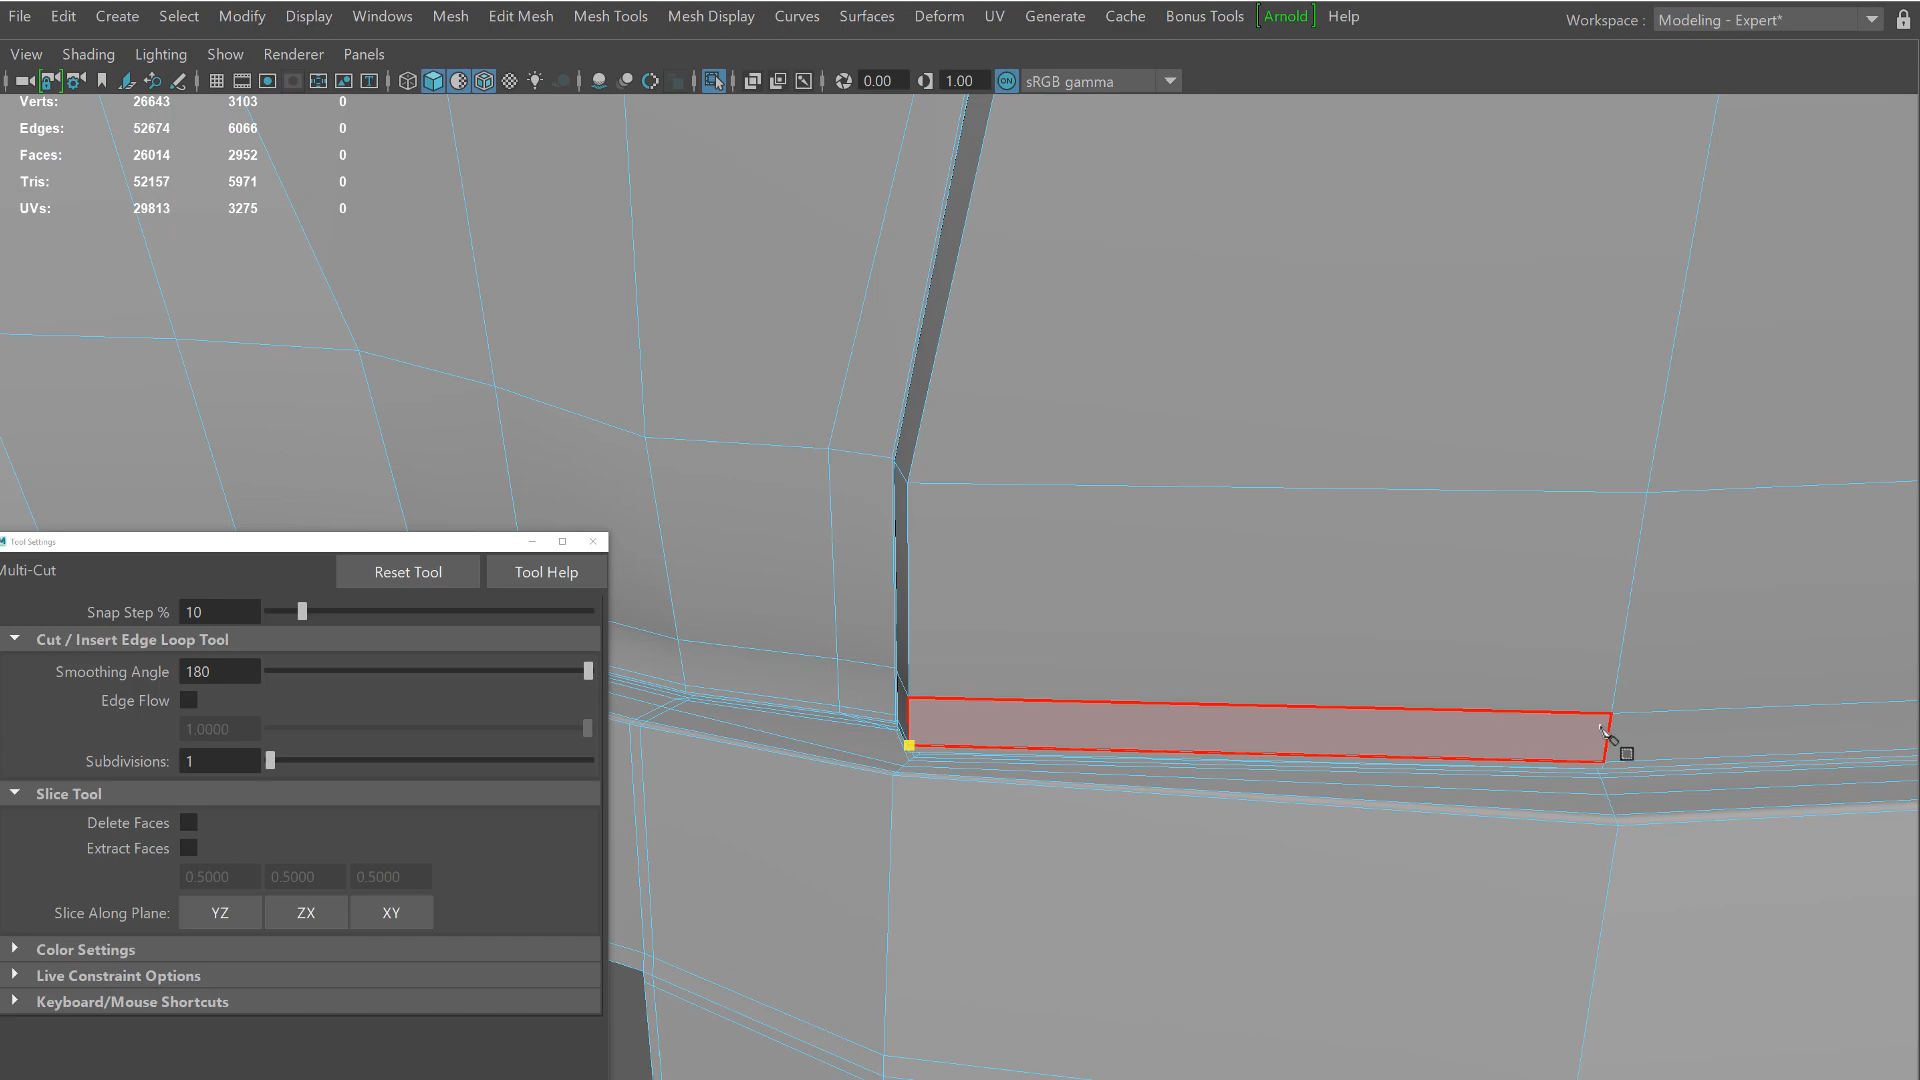 File Edit Create Select Modify Display Windows Mesh Edit Mesh Mesh Tools Mesh Display Curves Surfaces Deform UV Generate Cache Bonus Tools Arnold Help Workspace : Modeling - Expert*
View Shading Lighting Show Renderer Panels
0.00 1.00 ON sRGB gamma
Verts: 26643 3103 0
Edges: 52674 6066 0
Faces: 26014 2952 0
Tris: 52157 5971 0
UVs: 29813 3275 0
Tool Settings
Multi-Cut Reset Tool Tool Help
Snap Step % 10
Cut / Insert Edge Loop Tool
Smoothing Angle 180
Edge Flow
1.0000
Subdivisions: 1
Slice Tool
Delete Faces
Extract Faces
0.5000 0.5000 0.5000
Slice Along Plane: YZ ZX XY
Color Settings
Live Constraint Options
Keyboard/Mouse Shortcuts